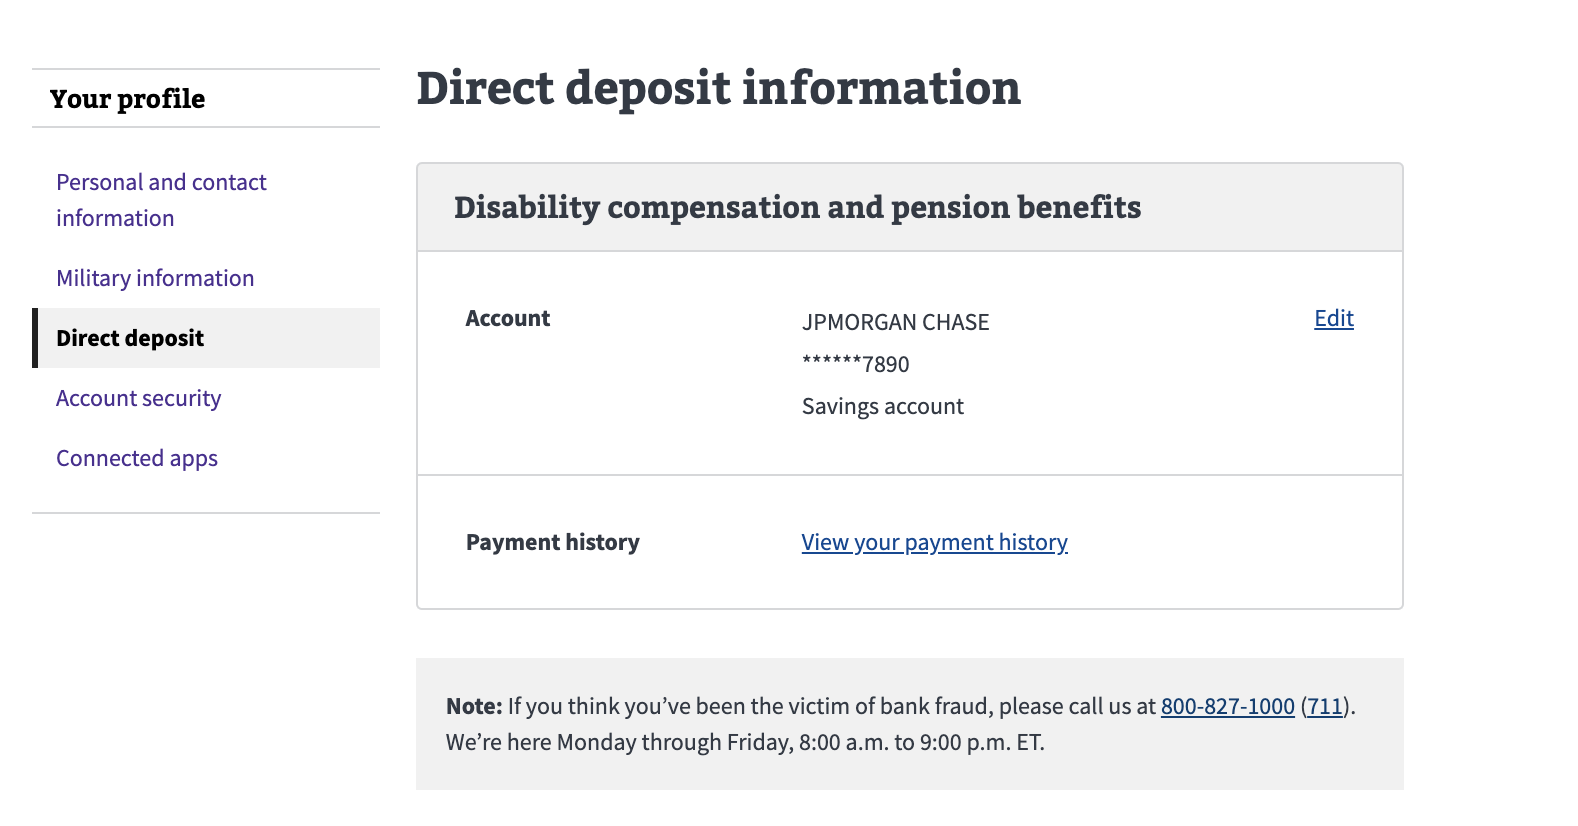 Your profile
Personal and contact
information
Military information
Direct deposit
Account security
Connected apps
Direct deposit information
Disability compensation and pension benefits
Account
JPMORGAN CHASE
******7890
Savings account
Edit
Payment history
View your payment history
Note: If you think you’ve been the victim of bank fraud, please call us at 800-827-1000 (711).
We’re here Monday through Friday, 8:00 a.m. to 9:00 p.m. ET.